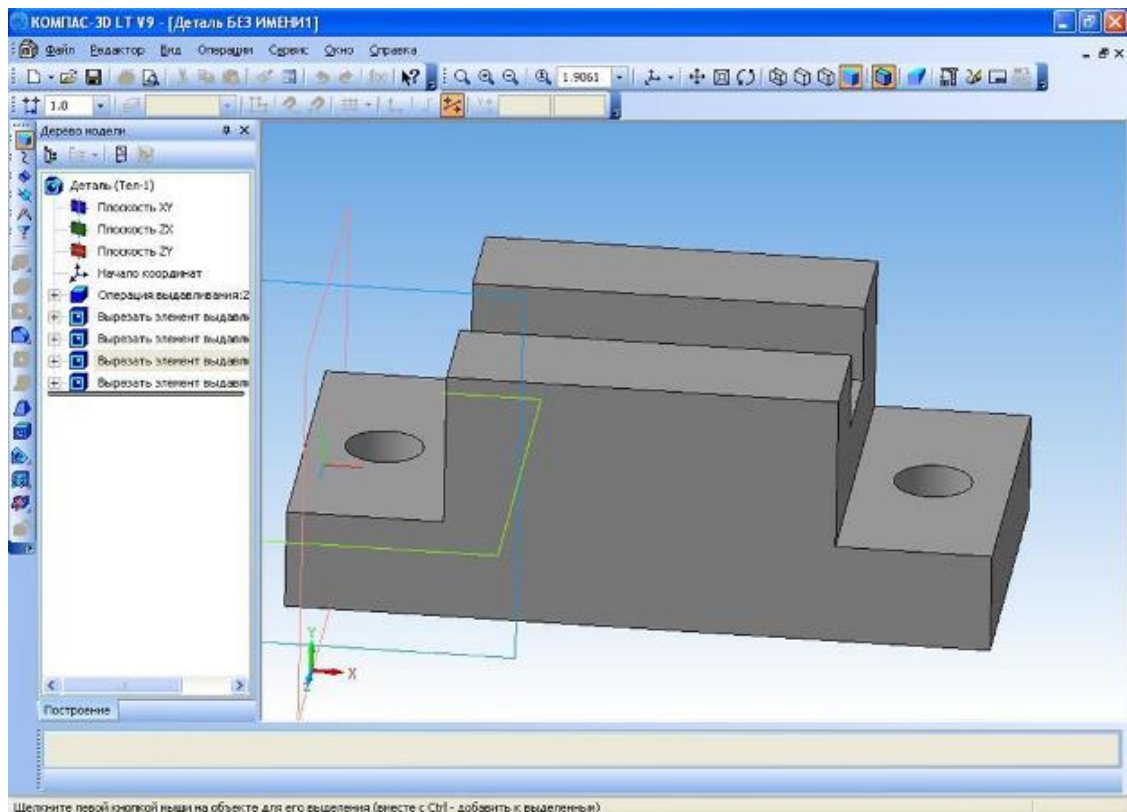 КОМПАС-3D LT V9 - [Деталь БЕЗ ИМЕНИ1]
Файл Редактор Вид Операции Сервис Окно Справка
1.9061
1.0
Дерево модели
Деталь (Тел-1)
Плоскость XY
Плоскость ZX
Плоскость ZY
Начало координат
Операция выдавливания:2
Вырезать элемент выдавли
Вырезать элемент выдавли
Вырезать элемент выдавли
Вырезать элемент выдавли
Y
X
Z
Построение
Щелкните левой кнопкой мыши на объекте для его выделения (вместе с Ctrl - добавить к выделенным)